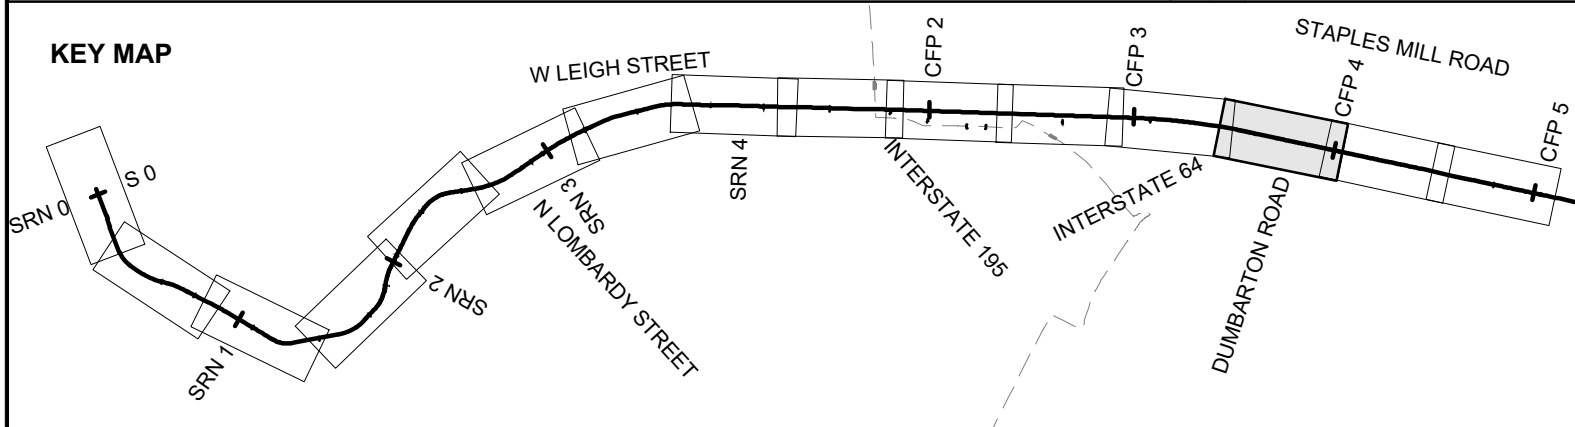 KEY MAP
SRN 0
S 0
SRN 1
SRN 2
SRN 3
N LOMBARDY STREET
W LEIGH STREET
SRN 4
INTERSTATE 195
CFP 2
CFP 3
INTERSTATE 64
DUMBARTON ROAD
STAPLES MILL ROAD
CFP 4
CFP 5